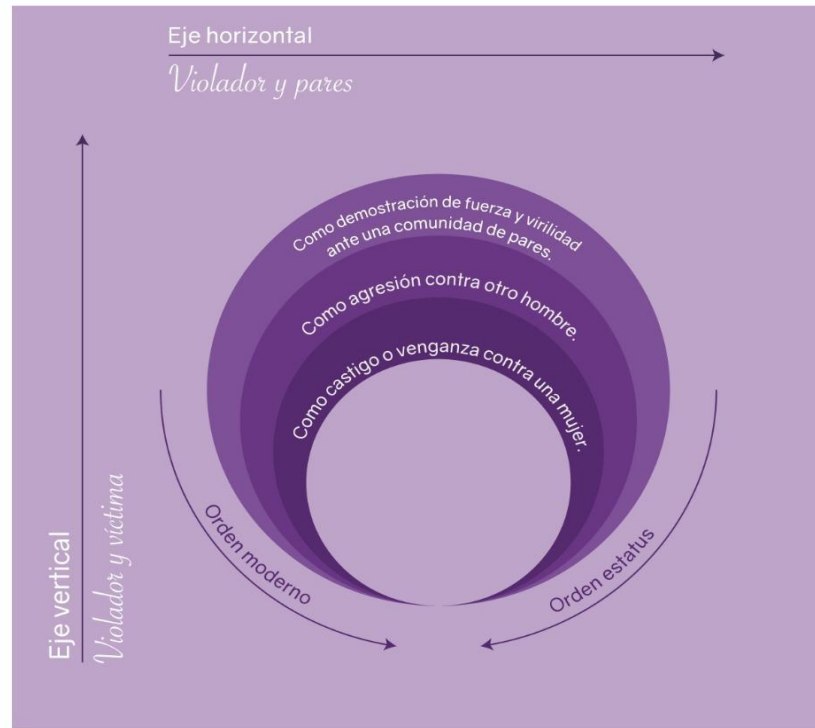 Eje horizontal
Violador y pares
Como demostración de fuerza y virilidad
ante una comunidad de pares.
Como agresión contra otro hombre.
Como castigo o venganza contra una mujer.
Orden moderno
Orden estatus
Eje vertical
Violador y víctima